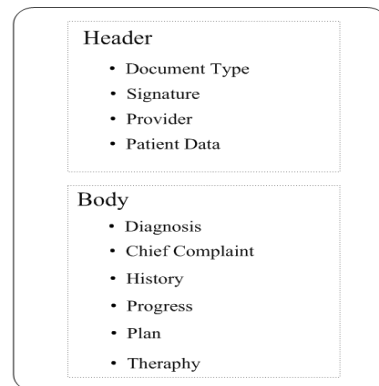 Header
• Document Type
• Signature
• Provider
• Patient Data
Body
• Diagnosis
• Chief Complaint
• History
• Progress
• Plan
• Theraphy